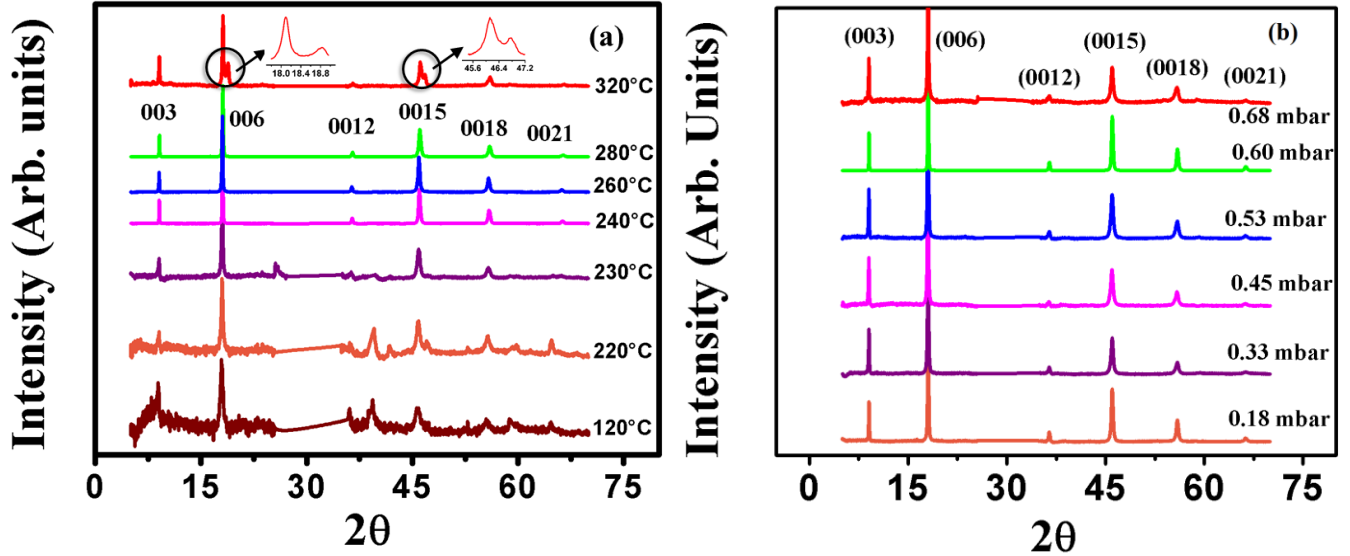 (a)
18.0 18.4 18.8
45.6 46.4 47.2
320°C
003 006 0012 0015 0018 0021
280°C
260°C
240°C
230°C
220°C
120°C
Intensity (Arb. units)
0 15 30 45 60 75
2θ
(b)
(003) (006) (0012) (0015) (0018) (0021)
0.68 mbar
0.60 mbar
0.53 mbar
0.45 mbar
0.33 mbar
0.18 mbar
Intensity (Arb. Units)
0 15 30 45 60 75
2θ